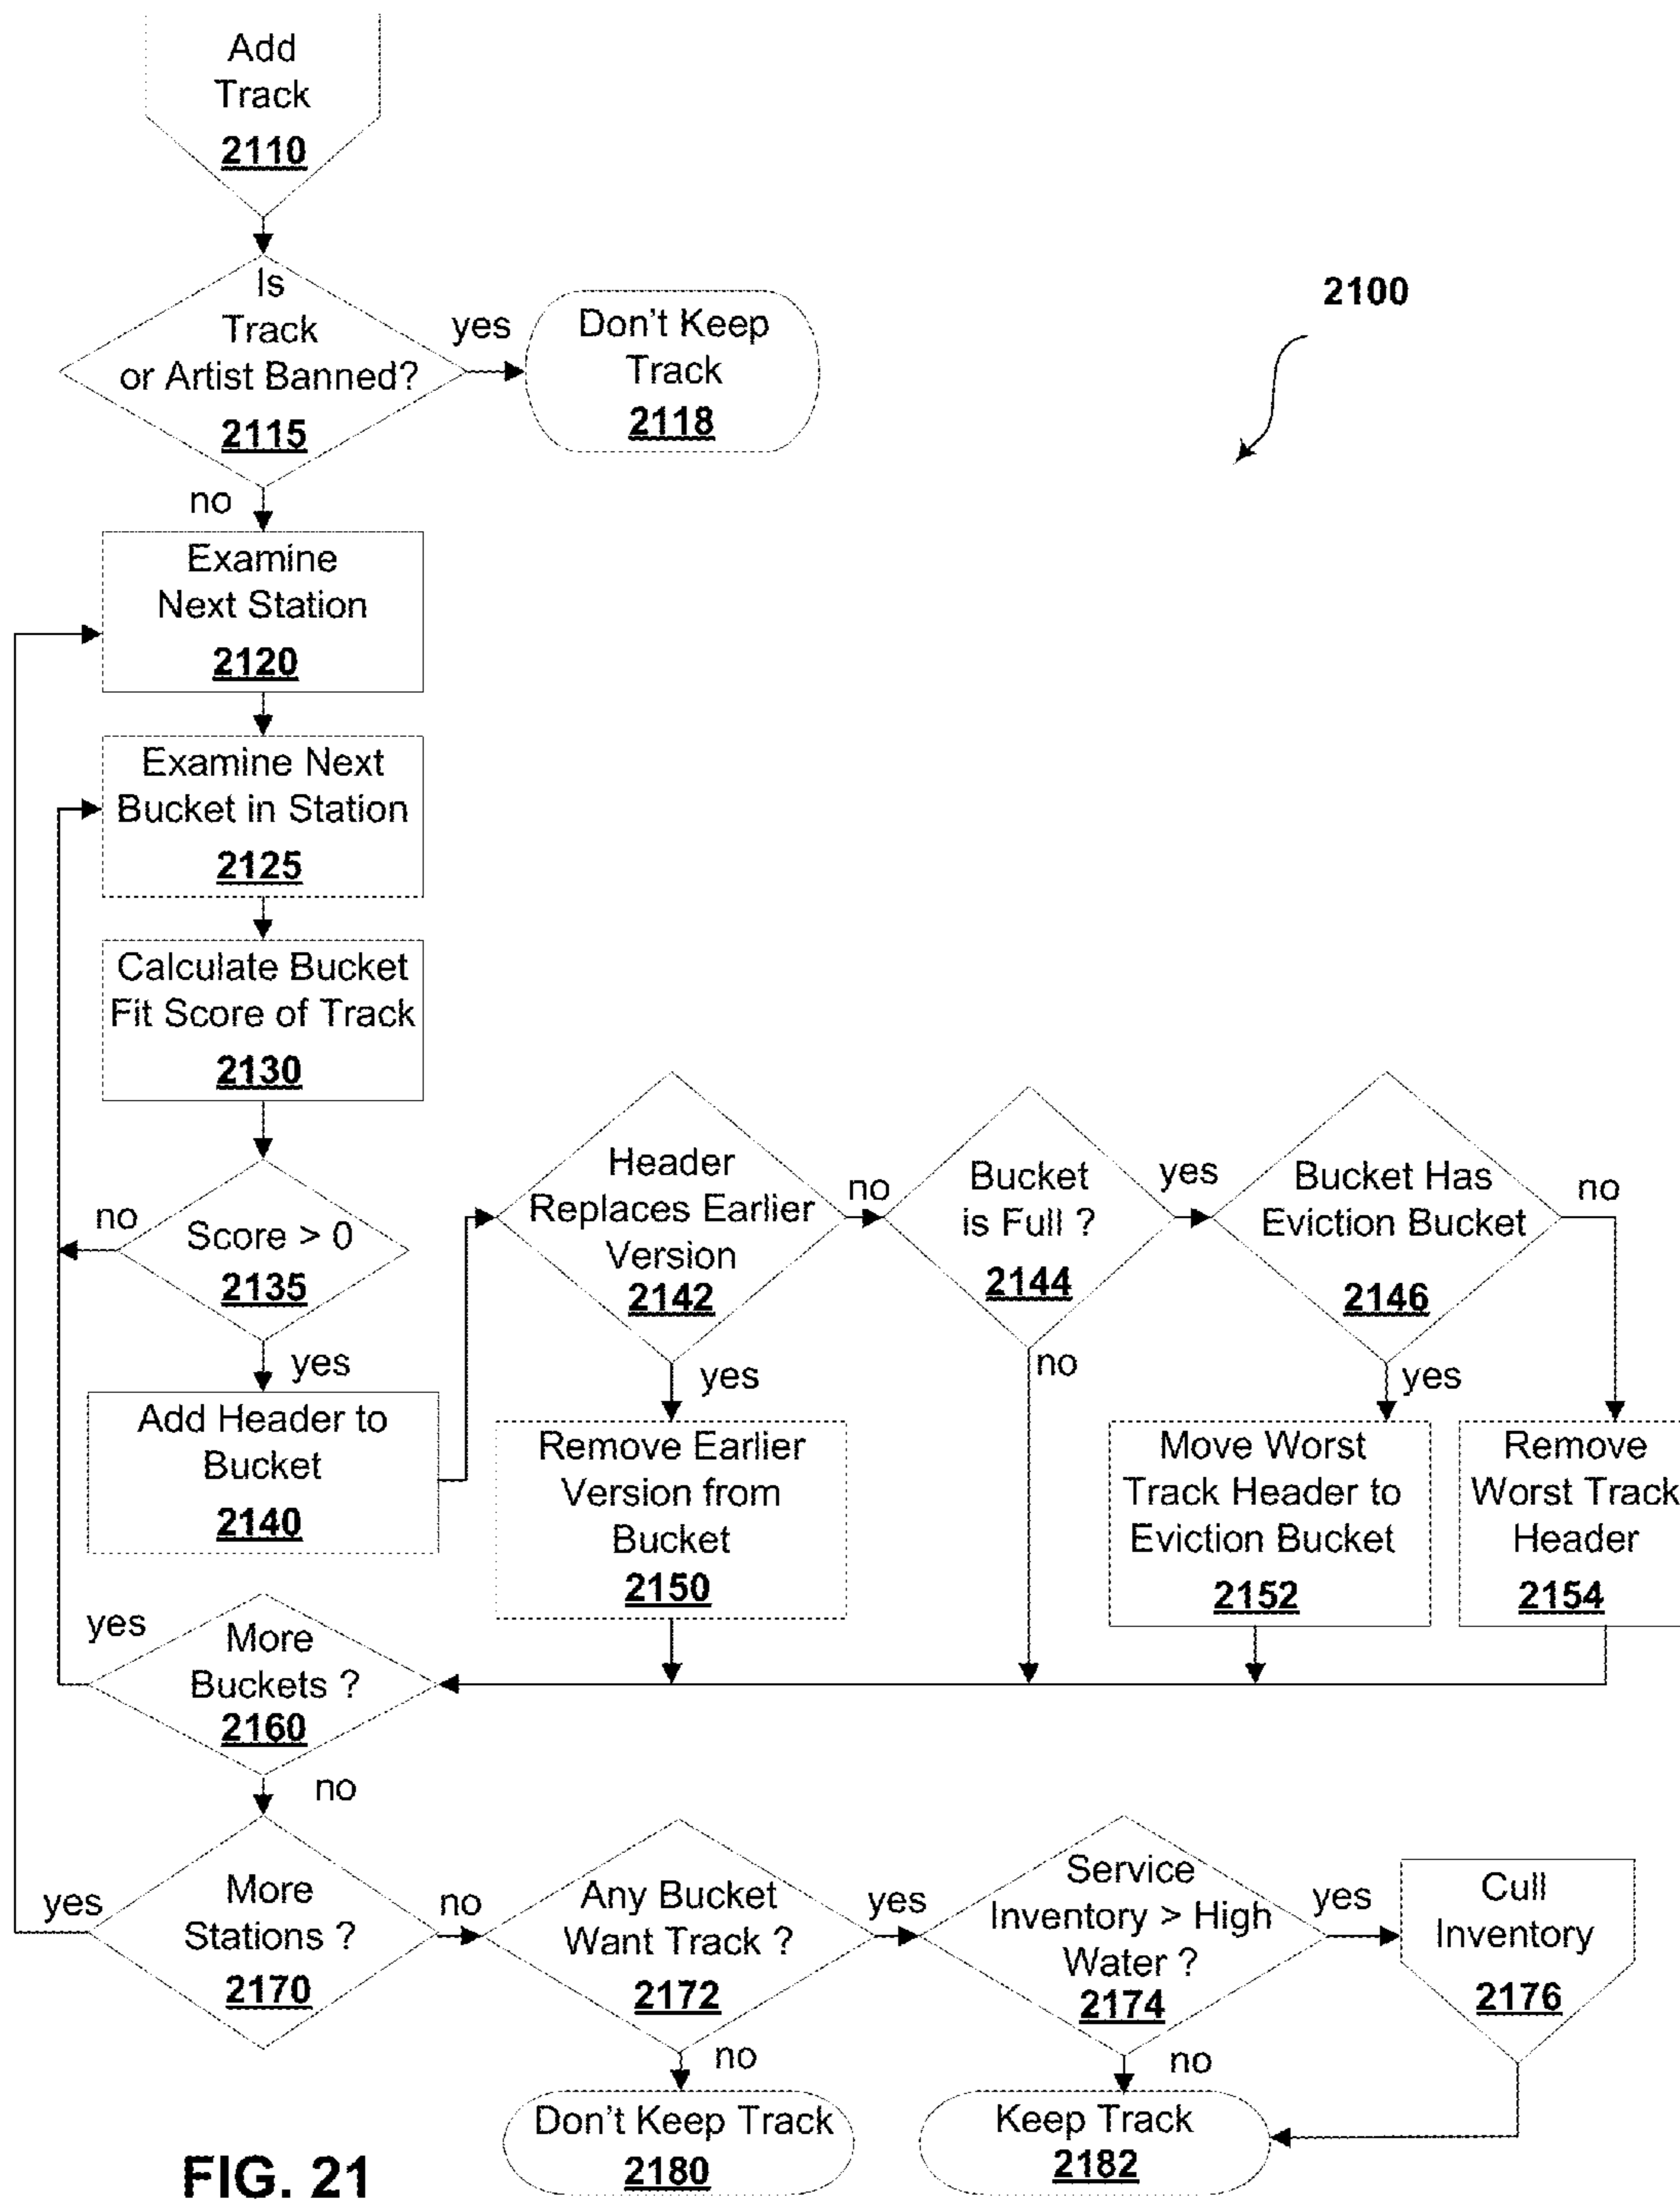 Add
Track
2110
Is
Track
or Artist Banned?
2115
yes
Don't Keep
Track
2118
2100
no
Examine
Next Station
2120
Examine Next
Bucket in Station
2125
Calculate Bucket
Fit Score of Track
2130
no
Score > 0
2135
yes
Header
Replaces Earlier
Version
2142
no
Bucket
is Full ?
2144
yes
Bucket Has
Eviction Bucket
2146
no
yes
no
yes
Add Header to
Bucket
2140
Remove Earlier
Version from
Bucket
2150
Move Worst
Track Header to
Eviction Bucket
2152
Remove
Worst Track
Header
2154
yes
More
Buckets ?
2160
no
yes
More
Stations ?
2170
no
Any Bucket
Want Track ?
2172
yes
Service
Inventory > High
Water ?
2174
yes
Cull
Inventory
2176
no
no
Don't Keep Track
2180
Keep Track
2182
FIG. 21